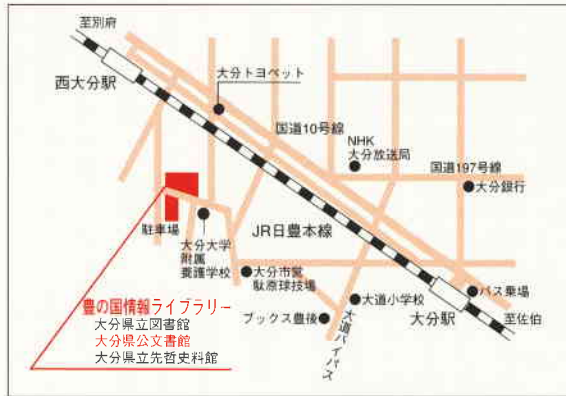 至別府
西大分駅
大分トヨペット
国道10号線
NHK
大分放送局
国道197号線
大分銀行
駐車場
大分大学
附属
養護学校
JR日豊本線
大分市営
駄原球技場
バス乗場
大道小学校
大分駅
ブックス豊後
至佐伯
大道バイパス
豊の国情報ライブラリー
大分県立図書館
大分県公文書館
大分県立先哲史料館